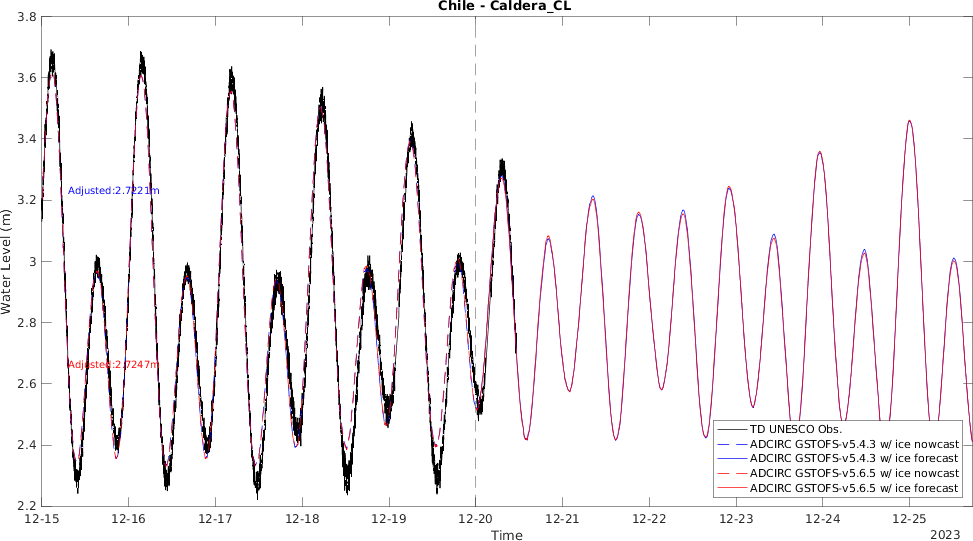 Chile - Caldera_CL
Water Level (m)
3.8
3.6
3.4
3.2
3
2.8
2.6
2.4
2.2
Adjusted:2.7221m
Adjusted:2.7247m
TD UNESCO Obs.
ADCIRC GSTOFS-v5.4.3 w/ ice nowcast
ADCIRC GSTOFS-v5.4.3 w/ ice forecast
ADCIRC GSTOFS-v5.6.5 w/ ice nowcast
ADCIRC GSTOFS-v5.6.5 w/ ice forecast
12-15 12-16 12-17 12-18 12-19 12-20 12-21 12-22 12-23 12-24 12-25
Time
2023